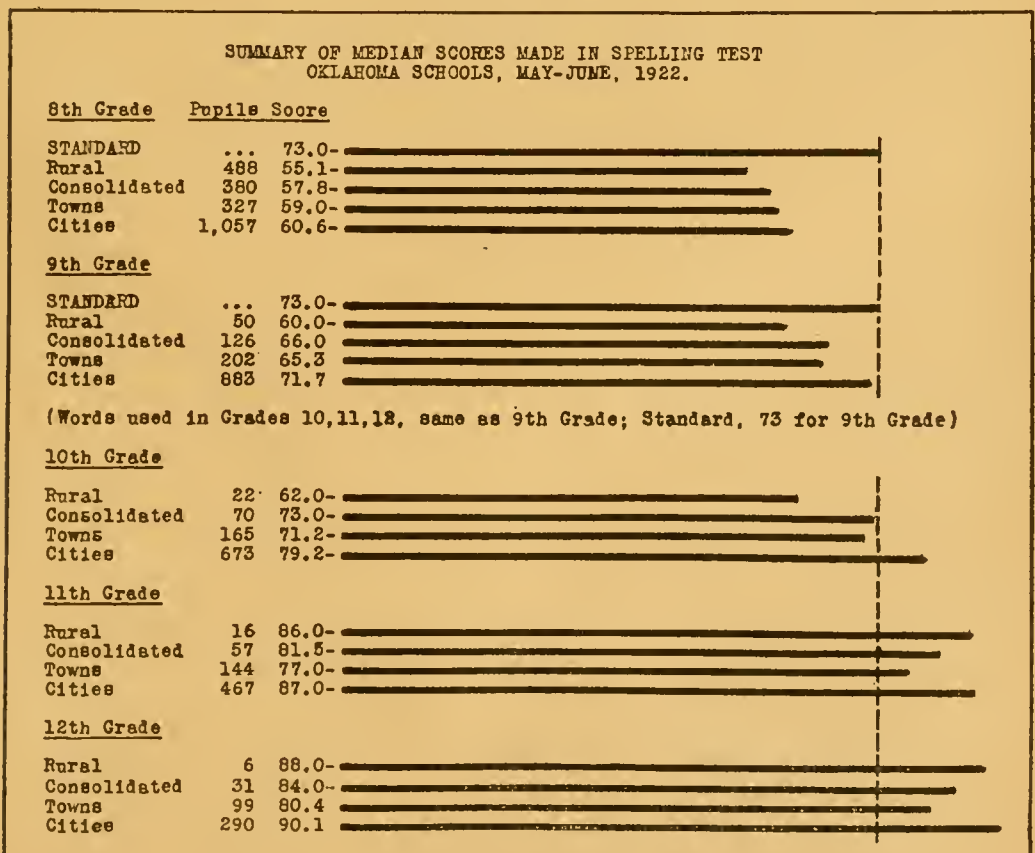 SUMMARY OF MEDIAN SCORES MADE IN SPELLING TEST
OKLAHOMA SCHOOLS, MAY-JUNE, 1922.
8th Grade Pupils Score
STANDARD ... 73.0-
Rural 488 55.1-
Consolidated 380 57.8-
Towns 327 59.0-
Cities 1,057 60.6-
9th Grade
STANDARD ... 73.0-
Rural 50 60.0-
Consolidated 126 66.0
Towns 202 65.3
Cities 883 71.7
(Words used in Grades 10,11,12, same as 9th Grade; Standard, 73 for 9th Grade)
10th Grade
Rural 22 62.0-
Consolidated 70 73.0-
Towns 165 71.2-
Cities 673 79.2-
11th Grade
Rural 16 86.0-
Consolidated 57 81.5-
Towns 144 77.0-
Cities 467 87.0-
12th Grade
Rural 6 88.0-
Consolidated 31 84.0-
Towns 99 80.4
Cities 290 90.1